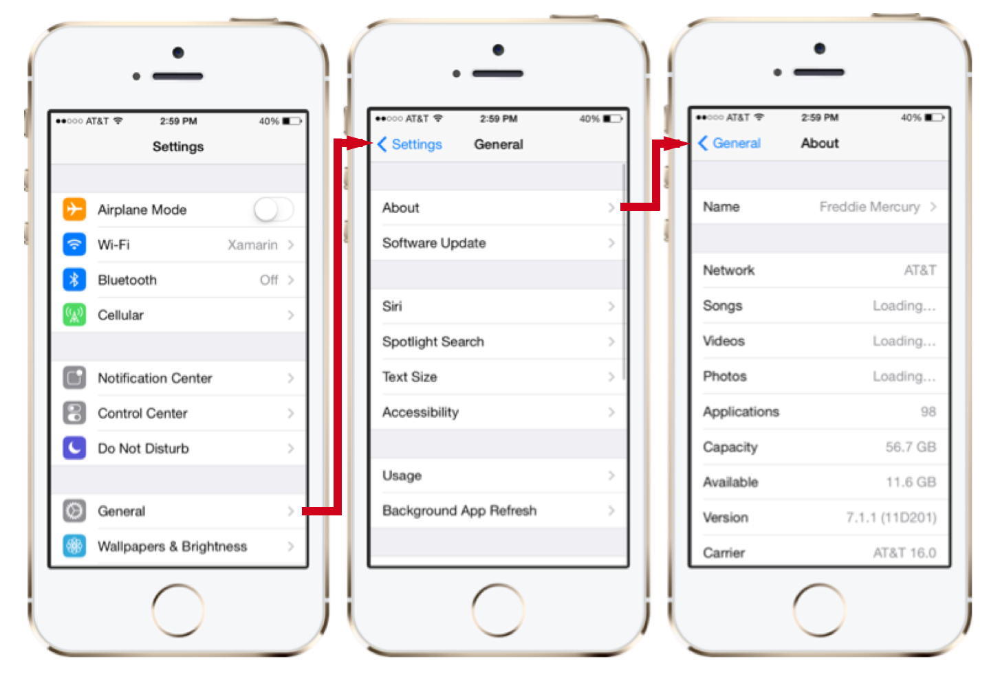 AT&T 2:59 PM 40%
Settings
Airplane Mode
Wi-Fi Xamarin
Bluetooth Off
Cellular
Notification Center
Control Center
Do Not Disturb
General
Wallpapers & Brightness
AT&T 2:59 PM 40%
Settings General
About
Software Update
Siri
Spotlight Search
Text Size
Accessibility
Usage
Background App Refresh
AT&T 2:59 PM 40%
General About
Name Freddie Mercury
Network AT&T
Songs Loading...
Videos Loading...
Photos Loading...
Applications 98
Capacity 56.7 GB
Available 11.6 GB
Version 7.1.1 (11D201)
Carrier AT&T 16.0